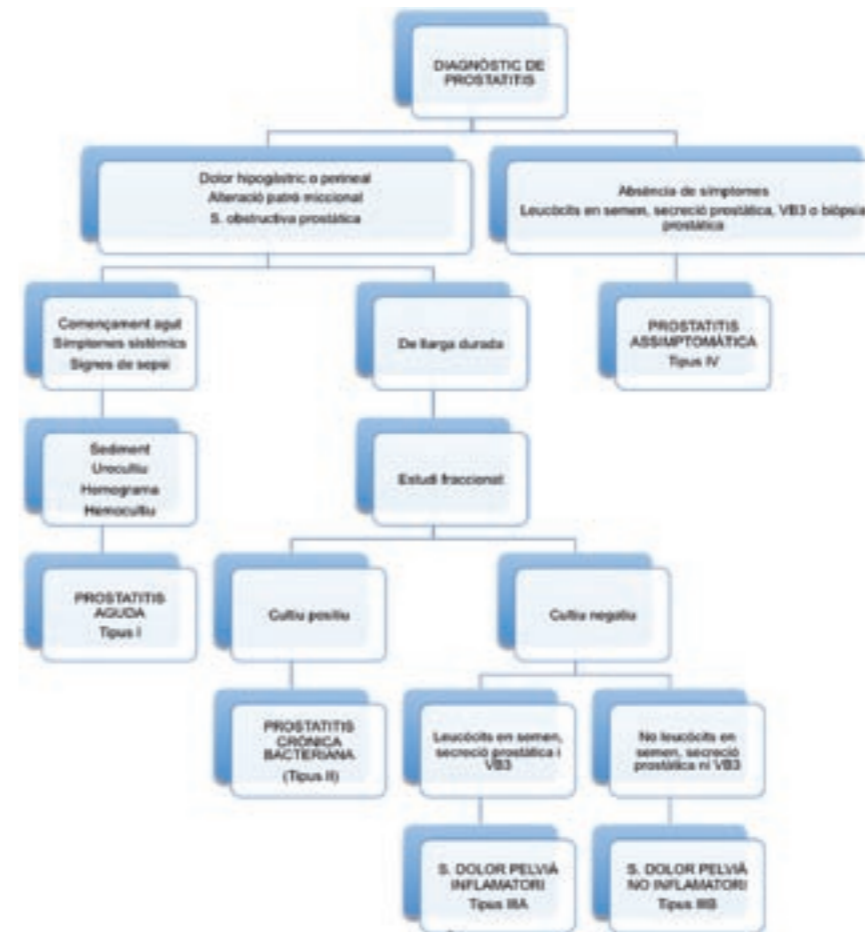 DIAGNÒSTIC DE
PROSTATITIS
Dolor hipogàstric o perineal
Alteració patró miccional
S. obstructiva prostàtica
Absència de símptomes
Leucòcits en semen, secreció prostàtica, VB3 o biòpsia
prostàtica
Començament agut
Símptomes sistèmics
Signes de sepsi
De llarga durada
PROSTATITIS
ASSIMPTOMÀTICA
Tipus IV
Sediment
Urocultiu
Hemograma
Hemocultiu
Estudi fraccionat
PROSTATITIS
AGUDA
Tipus I
Cultiu positiu
Cultiu negatiu
PROSTATITIS
CRÒNICA
BACTERIANA
(Tipus II)
Leucòcits en semen,
secreció prostàtica i
VB3
No leucòcits en
semen, secreció
prostàtica ni VB3
S. DOLOR PELVIÀ
INFLAMATORI
Tipus IIIA
S. DOLOR PELVIÀ
NO INFLAMATORI
Tipus IIIB